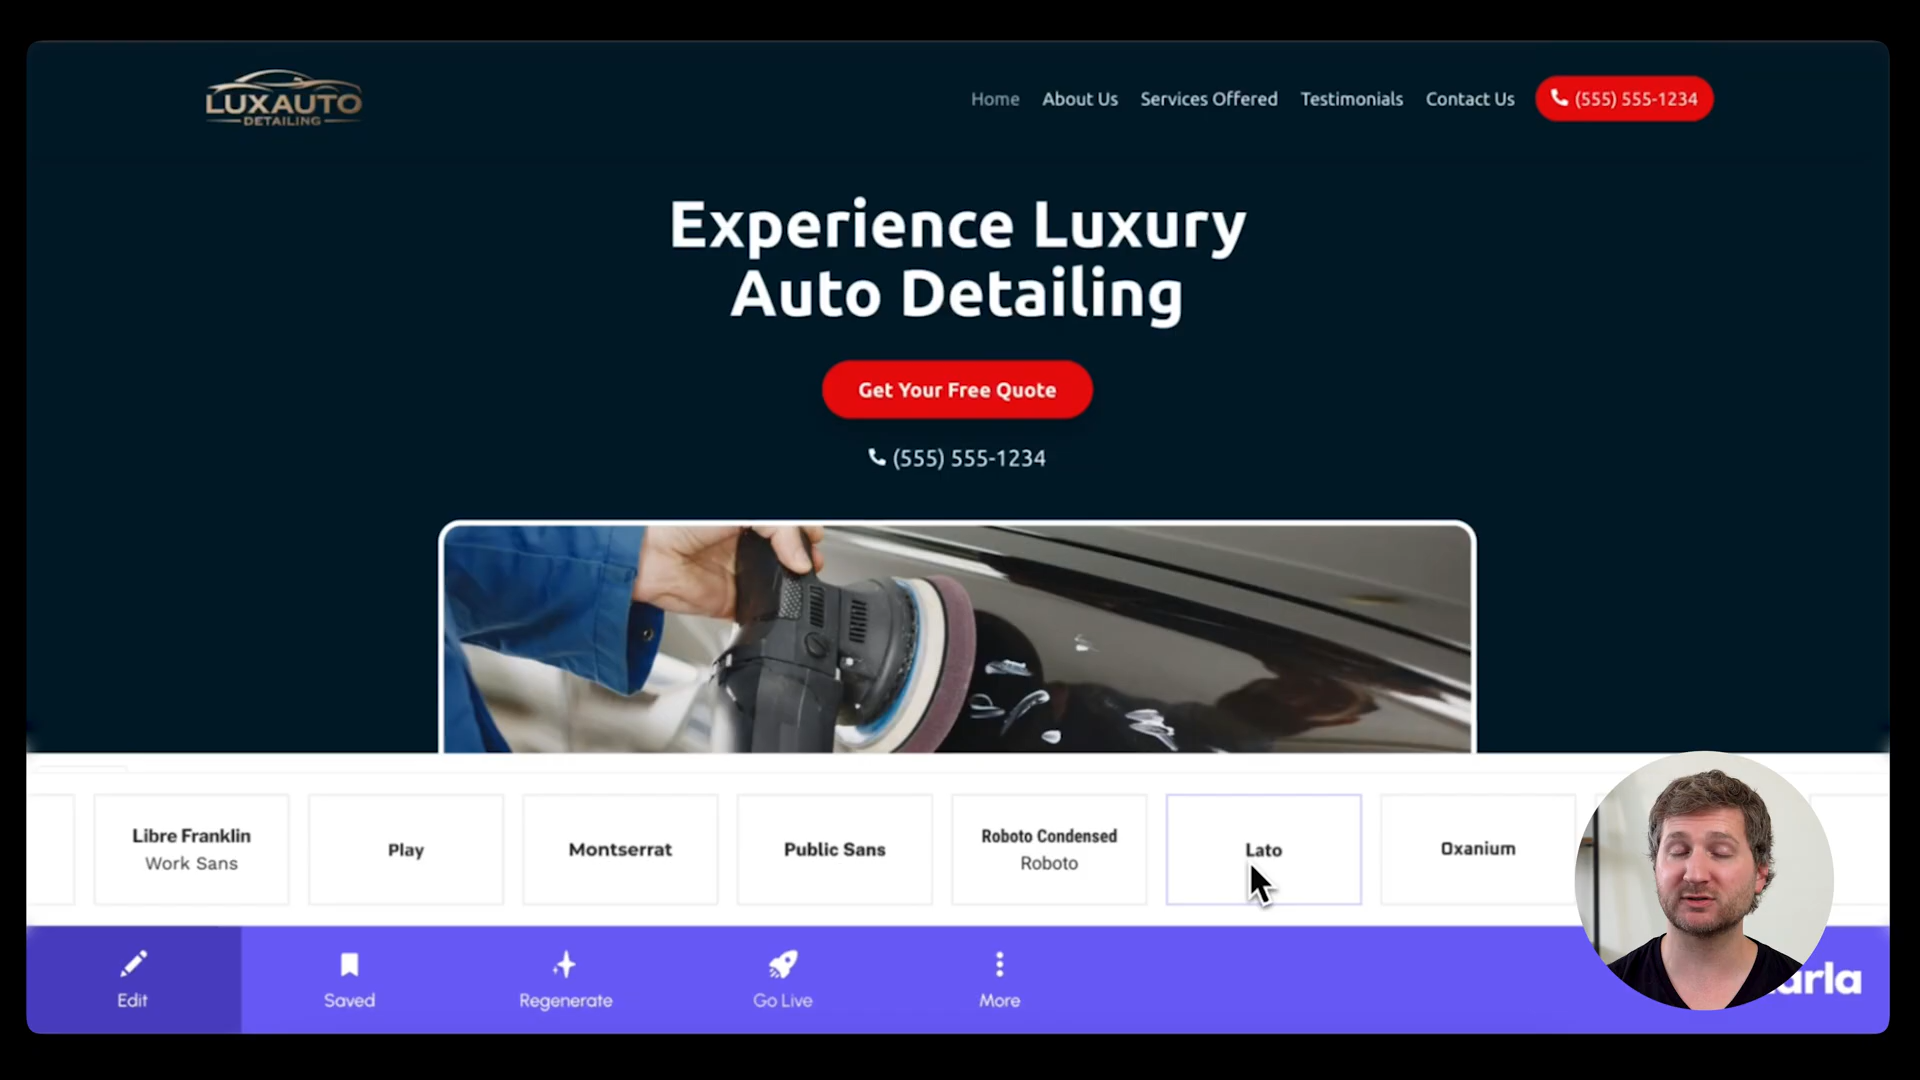 LUXAUTO
DETAILING
Home About Us Services Offered Testimonials Contact Us (555) 555-1234
Experience Luxury
Auto Detailing
Get Your Free Quote
(555) 555-1234
Libre Franklin
Work Sans
Play
Montserrat
Public Sans
Roboto Condensed
Roboto
Lato
Oxanium
Edit
Saved
Regenerate
Go Live
More